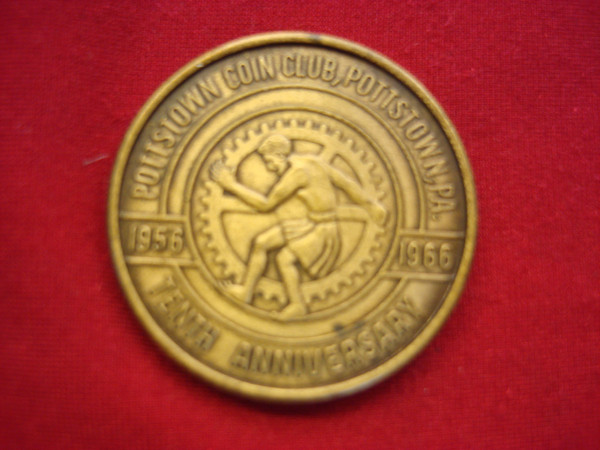 POTTSTOWN COIN CLUB, POTTSTOWN, PA.
1956
1966
TENTH ANNIVERSARY